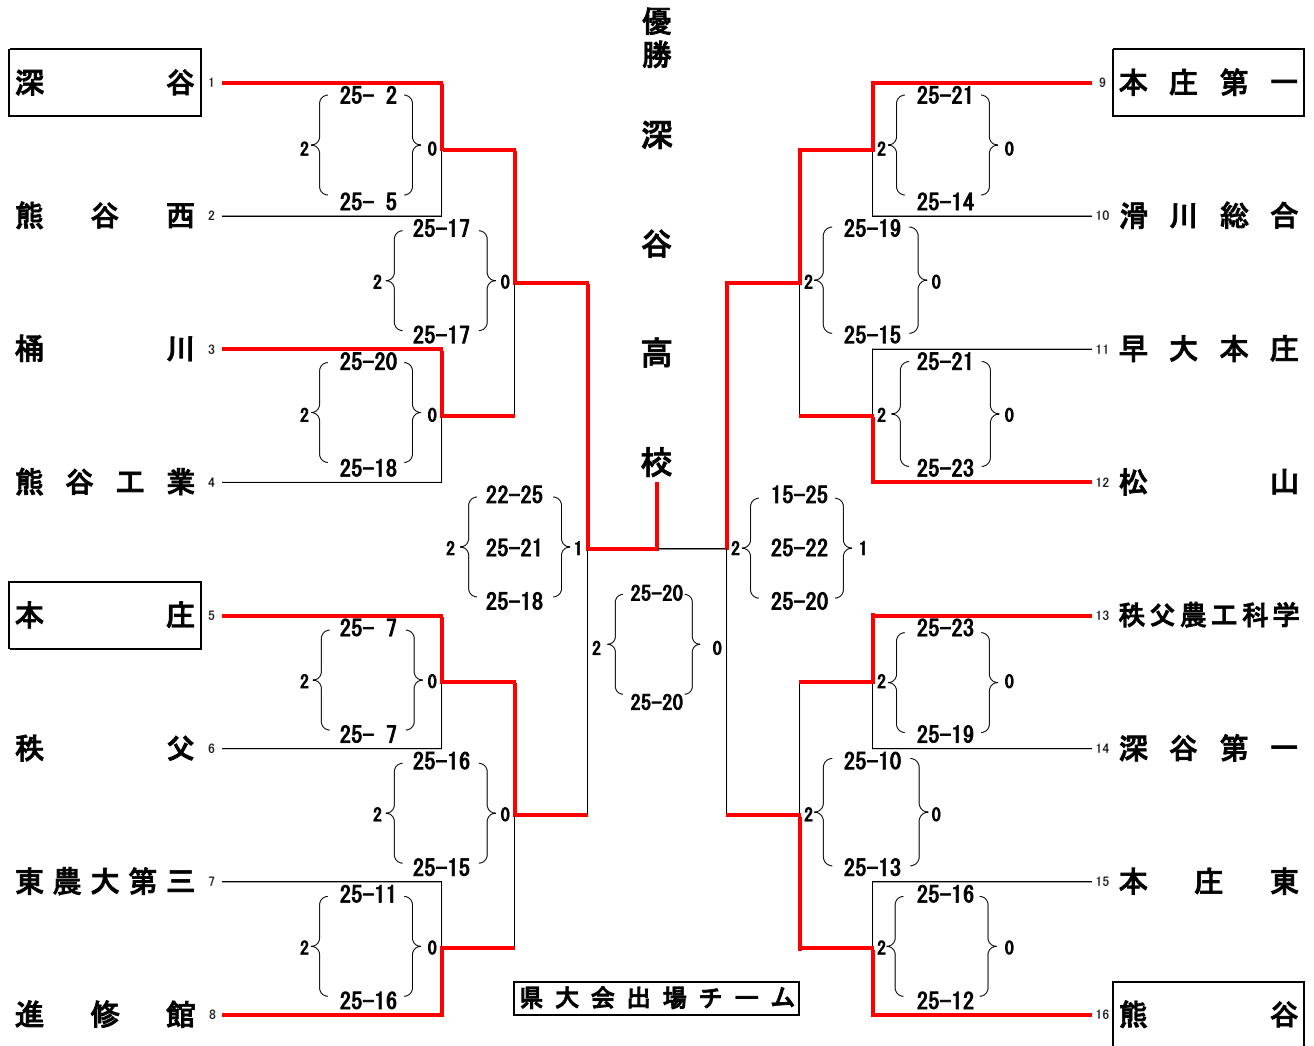 優勝 深谷高校
深谷 1
25- 2
2 0
25- 5
熊谷西 2
25-17
2 0
25-17
桶川 3
25-20
2 0
25-18
熊谷工業 4
22-25
2 25-21 1
25-18
本庄 5
25- 7
2 0
25- 7
秩父 6
25-16
2 0
25-15
東農大第三 7
25-11
2 0
25-16
進修館 8
25-20
2 0
25-20
9 本庄第一
25-21
2 0
25-14
10 滑川総合
25-19
2 0
25-15
11 早大本庄
25-21
2 0
25-23
12 松山
15-25
2 25-22 1
25-20
13 秩父農工科学
25-23
2 0
25-19
14 深谷第一
25-10
2 0
25-13
15 本庄東
25-16
2 0
25-12
16 熊谷
県大会出場チーム